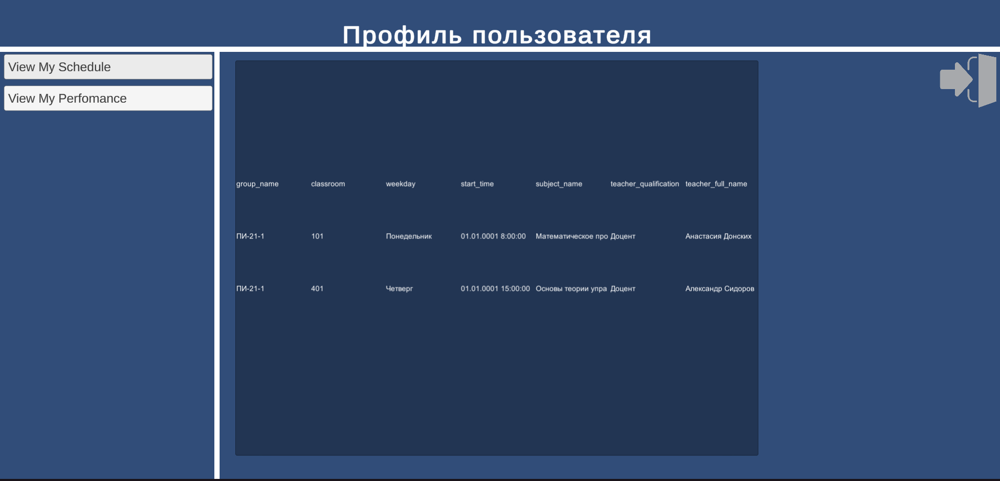 Профиль пользователя
View My Schedule
View My Perfomance
group_name classroom weekday start_time subject_name teacher_qualification teacher_full_name
ПИ-21-1 101 Понедельник 01.01.0001 8:00:00 Математическое про Доцент Анастасия Донских
ПИ-21-1 401 Четверг 01.01.0001 15:00:00 Основы теории упра Доцент Александр Сидоров